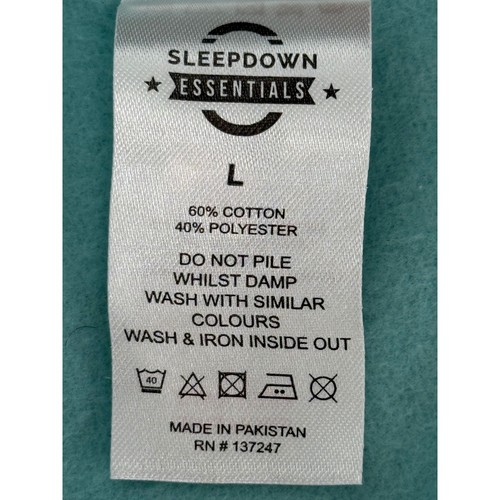 SLEEPDOWN
ESSENTIALS
L
60% COTTON
40% POLYESTER
DO NOT PILE
WHILST DAMP
WASH WITH SIMILAR
COLOURS
WASH & IRON INSIDE OUT
40
MADE IN PAKISTAN
RN # 137247